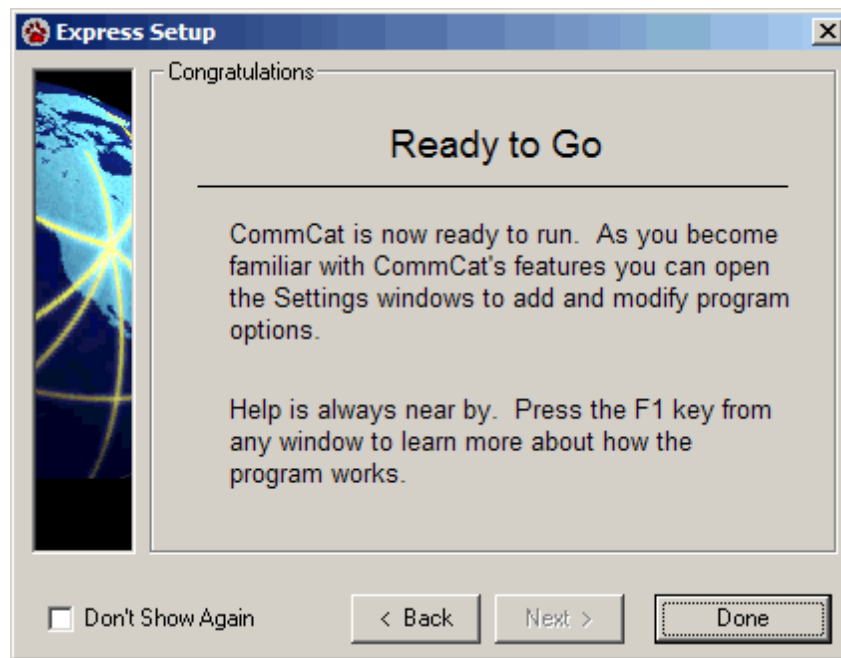 Express Setup
Congratulations
Ready to Go
CommCat is now ready to run.  As you become
familiar with CommCat's features you can open
the Settings windows to add and modify program
options.
Help is always near by.  Press the F1 key from
any window to learn more about how the
program works.
Don't Show Again
< Back
Next >
Done